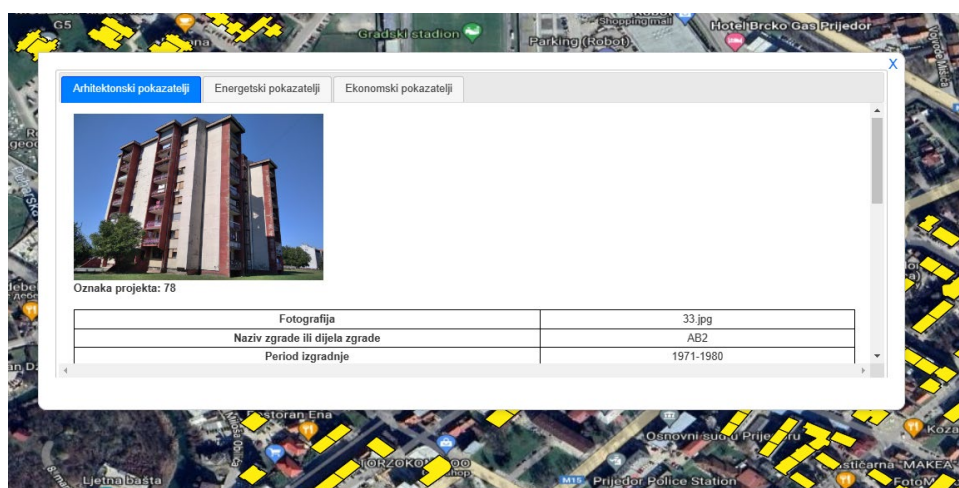 G5
Gradski stadion
Shopping mall
Hotel Brcko Gas Prijedor
Parking (Robot)
X
Arhitektonski pokazatelji
Energetski pokazatelji
Ekonomski pokazatelji
Oznaka projekta: 78
Fotografija 33.jpg
Naziv zgrade ili dijela zgrade AB2
Period izgradnje 1971-1980
Restoran Ena
Osnovni sud u Prijedoru
Koza
M15
Prijedor Police Station
Ljetna bašta